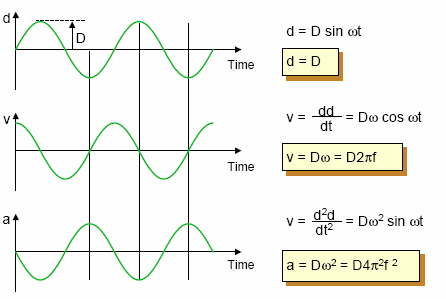 d
D
Time
d = D sin ωt
d = D
v
Time
v = dd/dt = Dω cos ωt
v = Dω = D2πf
a
Time
v = d²d/dt² = Dω² sin ωt
a = Dω² = D4π²f ²